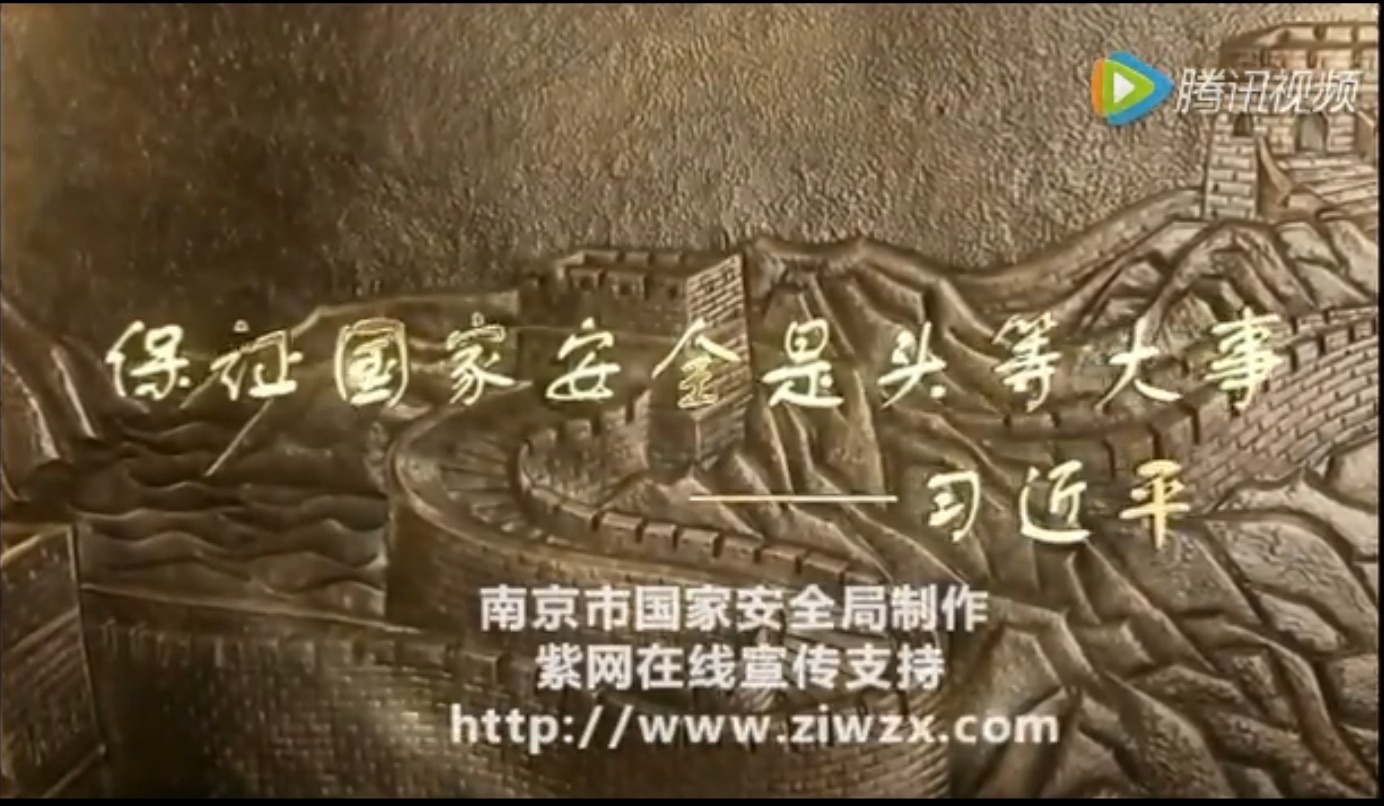 腾讯视频
保证国家安全是头等大事
——习近平
南京市国家安全局制作
紫网在线宣传支持
http://www.ziwzx.com